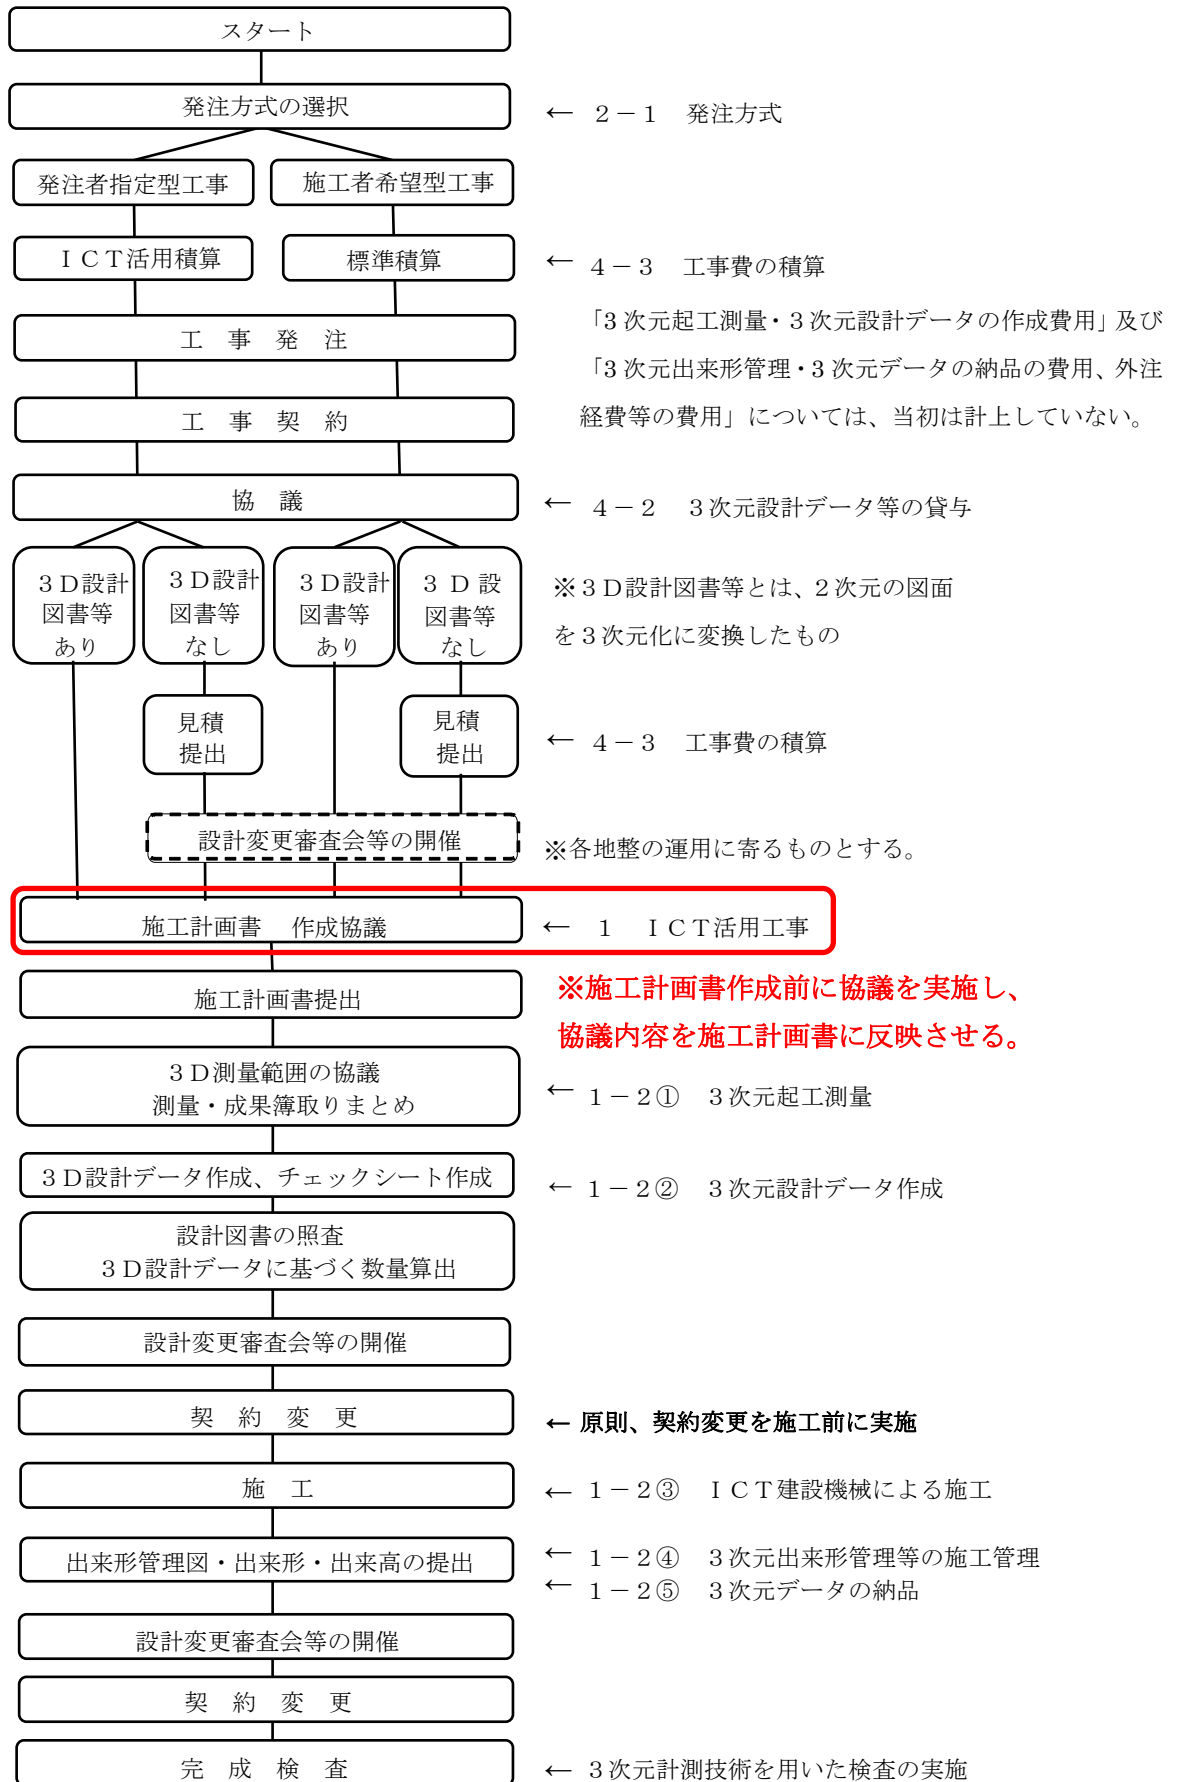 スタート
発注方式の選択
← ２－１　発注方式
発注者指定型工事
施工者希望型工事
ＩＣＴ活用積算
標準積算
← ４－３　工事費の積算
「3次元起工測量・３次元設計データの作成費用」及び
「3次元出来形管理・3次元データの納品の費用、外注
経費等の費用」については、当初は計上していない。
工　事　発　注
工　事　契　約
協　議
← ４－２　３次元設計データ等の貸与
３Ｄ設計
図書等
あり
３Ｄ設計
図書等
なし
３Ｄ設計
図書等
あり
３Ｄ設
図書等
なし
※３Ｄ設計図書等とは、２次元の図面
を３次元化に変換したもの
見積
提出
見積
提出
← ４－３　工事費の積算
設計変更審査会等の開催
※各地整の運用に寄るものとする。
施工計画書　作成協議
← １　ＩＣＴ活用工事
施工計画書提出
※施工計画書作成前に協議を実施し、
協議内容を施工計画書に反映させる。
３Ｄ測量範囲の協議
測量・成果簿取りまとめ
← １－２①　３次元起工測量
３Ｄ設計データ作成、チェックシート作成
← １－２②　３次元設計データ作成
設計図書の照査
３Ｄ設計データに基づく数量算出
設計変更審査会等の開催
契　約　変　更
← 原則、契約変更を施工前に実施
施　工
← １－２③　ＩＣＴ建設機械による施工
出来形管理図・出来形・出来高の提出
← １－２④　３次元出来形管理等の施工管理
← １－２⑤　３次元データの納品
設計変更審査会等の開催
契　約　変　更
完　成　検　査
← ３次元計測技術を用いた検査の実施